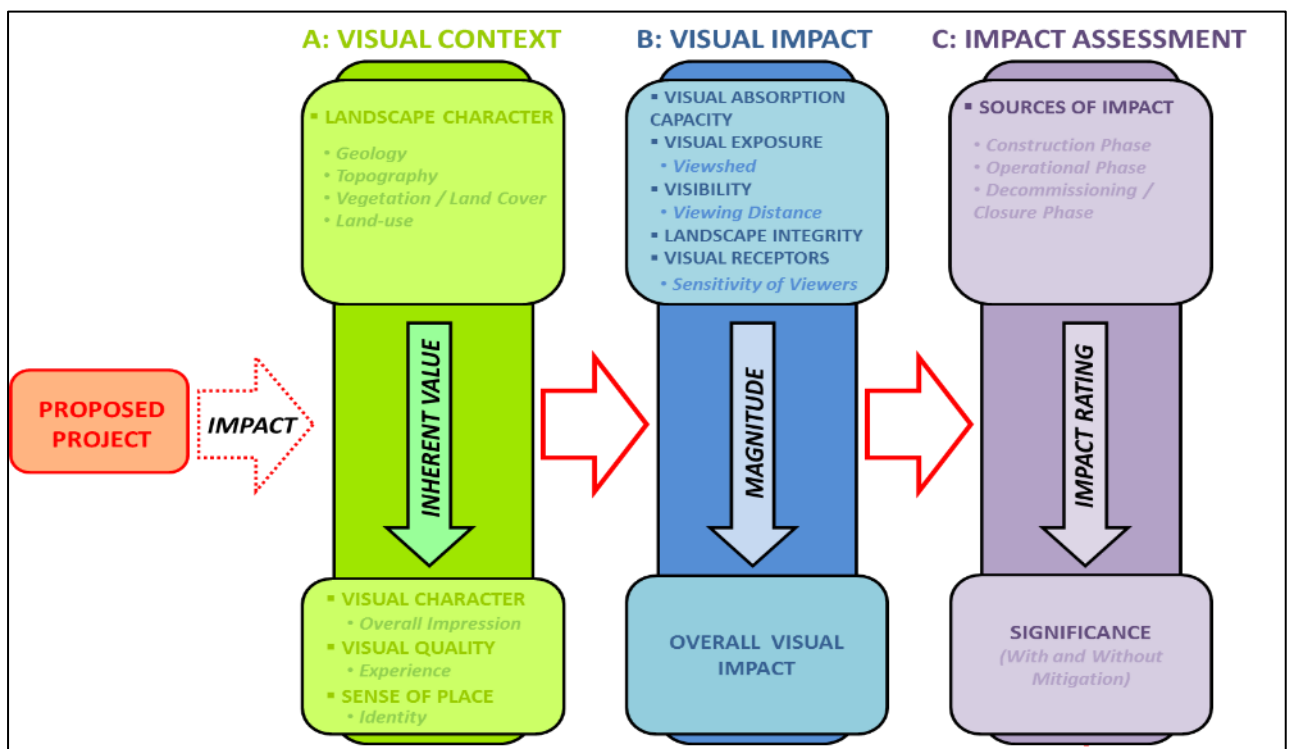 A: VISUAL CONTEXT
▪ LANDSCAPE CHARACTER
• Geology
• Topography
• Vegetation / Land Cover
• Land-use
INHERENT VALUE
▪ VISUAL CHARACTER
• Overall Impression
▪ VISUAL QUALITY
• Experience
▪ SENSE OF PLACE
• Identity
B: VISUAL IMPACT
▪ VISUAL ABSORPTION
CAPACITY
▪ VISUAL EXPOSURE
• Viewshed
▪ VISIBILITY
• Viewing Distance
▪ LANDSCAPE INTEGRITY
▪ VISUAL RECEPTORS
• Sensitivity of Viewers
MAGNITUDE
OVERALL VISUAL
IMPACT
C: IMPACT ASSESSMENT
▪ SOURCES OF IMPACT
• Construction Phase
• Operational Phase
• Decommissioning /
Closure Phase
IMPACT RATING
SIGNIFICANCE
(With and Without
Mitigation)
PROPOSED
PROJECT
IMPACT